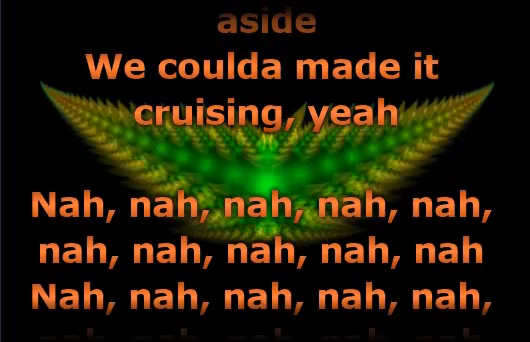 aside
We coulda made it
cruising, yeah
Nah, nah, nah, nah, nah,
nah, nah, nah, nah, nah
Nah, nah, nah, nah, nah,